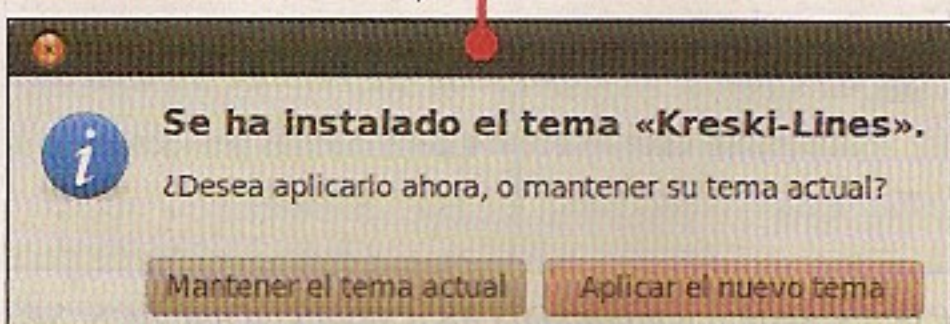 Se ha instalado el tema «Kreski-Lines».
¿Desea aplicarlo ahora, o mantener su tema actual?
Mantener el tema actual
Aplicar el nuevo tema